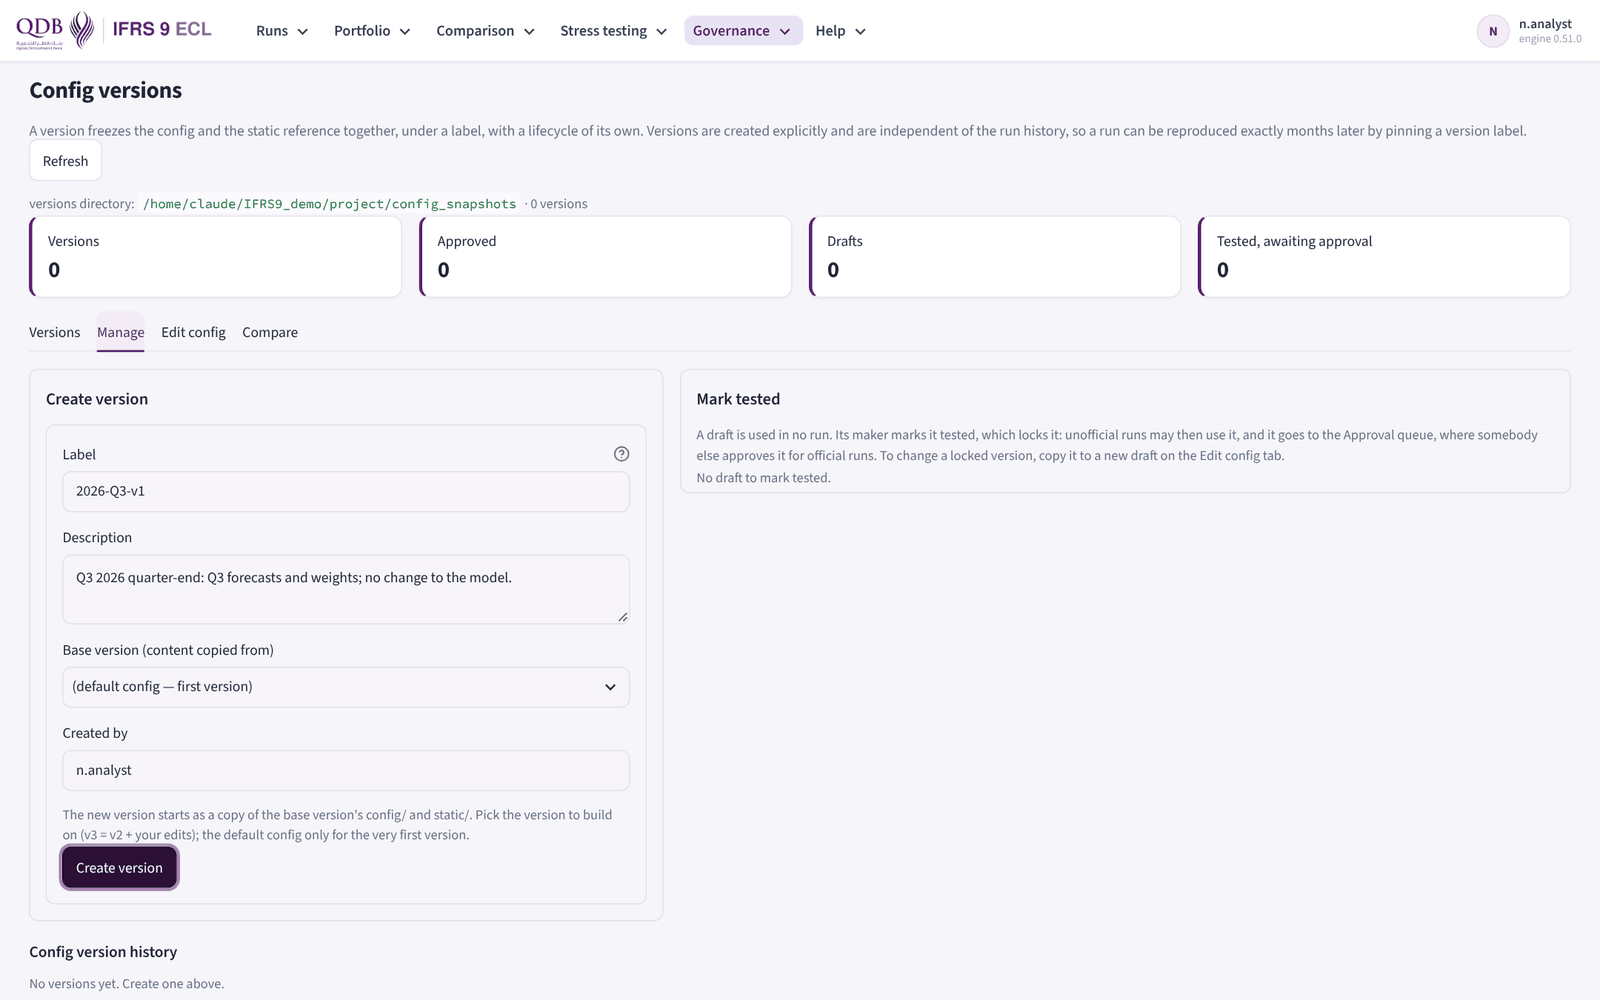 QDB
بنك قطر للتنمية
IFRS 9 ECL
Runs
Portfolio
Comparison
Stress testing
Governance
Help
N
n.analyst
engine 0.51.0
Config versions
A version freezes the config and the static reference together, under a label, with a lifecycle of its own. Versions are created explicitly and are independent of the run history, so a run can be reproduced exactly months later by pinning a version label.
Refresh
versions directory: /home/claude/IFRS9_demo/project/config_snapshots · 0 versions
Versions
0
Approved
0
Drafts
0
Tested, awaiting approval
0
Versions
Manage
Edit config
Compare
Create version
Label
2026-Q3-v1
Description
Q3 2026 quarter-end: Q3 forecasts and weights; no change to the model.
Base version (content copied from)
(default config — first version)
Created by
n.analyst
The new version starts as a copy of the base version's config/ and static/. Pick the version to build
on (v3 = v2 + your edits); the default config only for the very first version.
Create version
Mark tested
A draft is used in no run. Its maker marks it tested, which locks it: unofficial runs may then use it, and it goes to the Approval queue, where somebody
else approves it for official runs. To change a locked version, copy it to a new draft on the Edit config tab.
No draft to mark tested.
Config version history
No versions yet. Create one above.